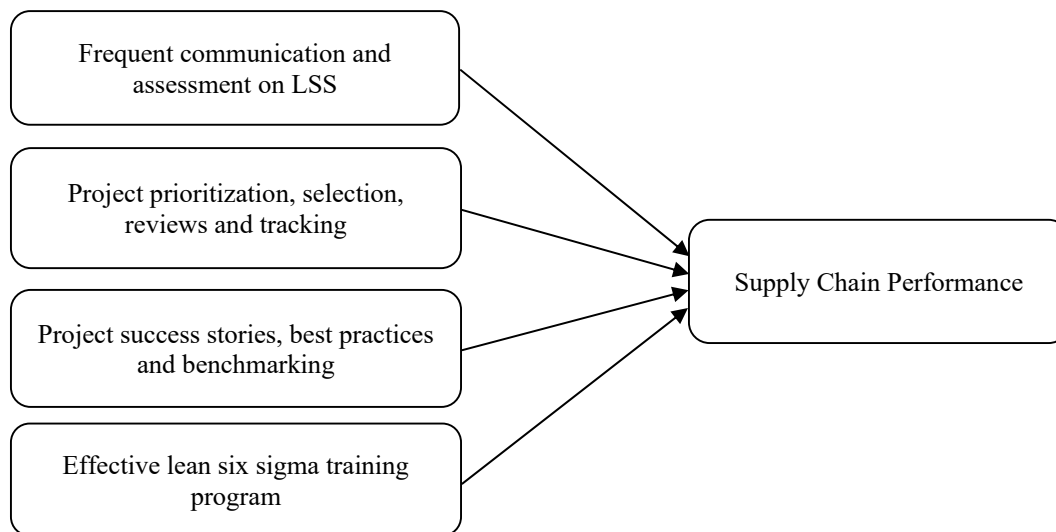 Frequent communication and
assessment on LSS
Project prioritization, selection,
reviews and tracking
Project success stories, best practices
and benchmarking
Effective lean six sigma training
program
Supply Chain Performance